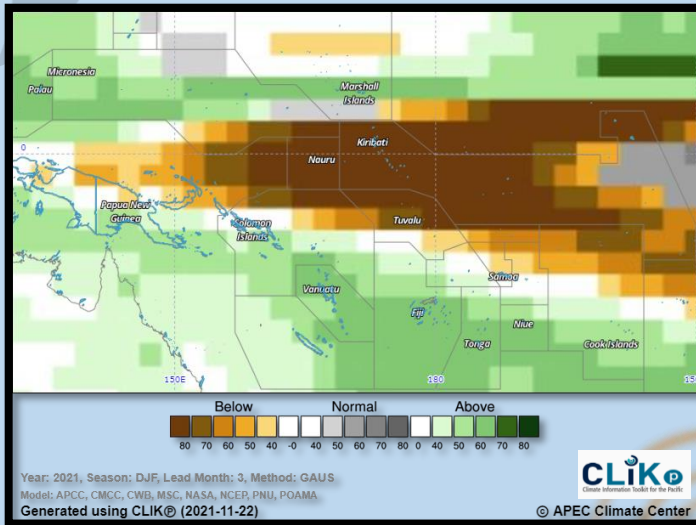 Micronesia
Palau
Marshall
Islands
0
Kiribati
Nauru
Papua New
Guinea
Solomon
Islands
Tuvalu
Samoa
Vanuatu
Fiji
Niue
Tonga
Cook Islands
150E
180
Below Normal Above
80 70 60 50 40 -0 40 50 60 70 80 0 40 50 60 70 80
Year: 2021, Season: DJF, Lead Month: 3, Method: GAUS
Model: APCC, CMCC, CWB, MSC, NASA, NCEP, PNU, POAMA
Generated using CLIK℗ (2021-11-22)
CLiK℗
Climate Information Toolkit for the Pacific
© APEC Climate Center